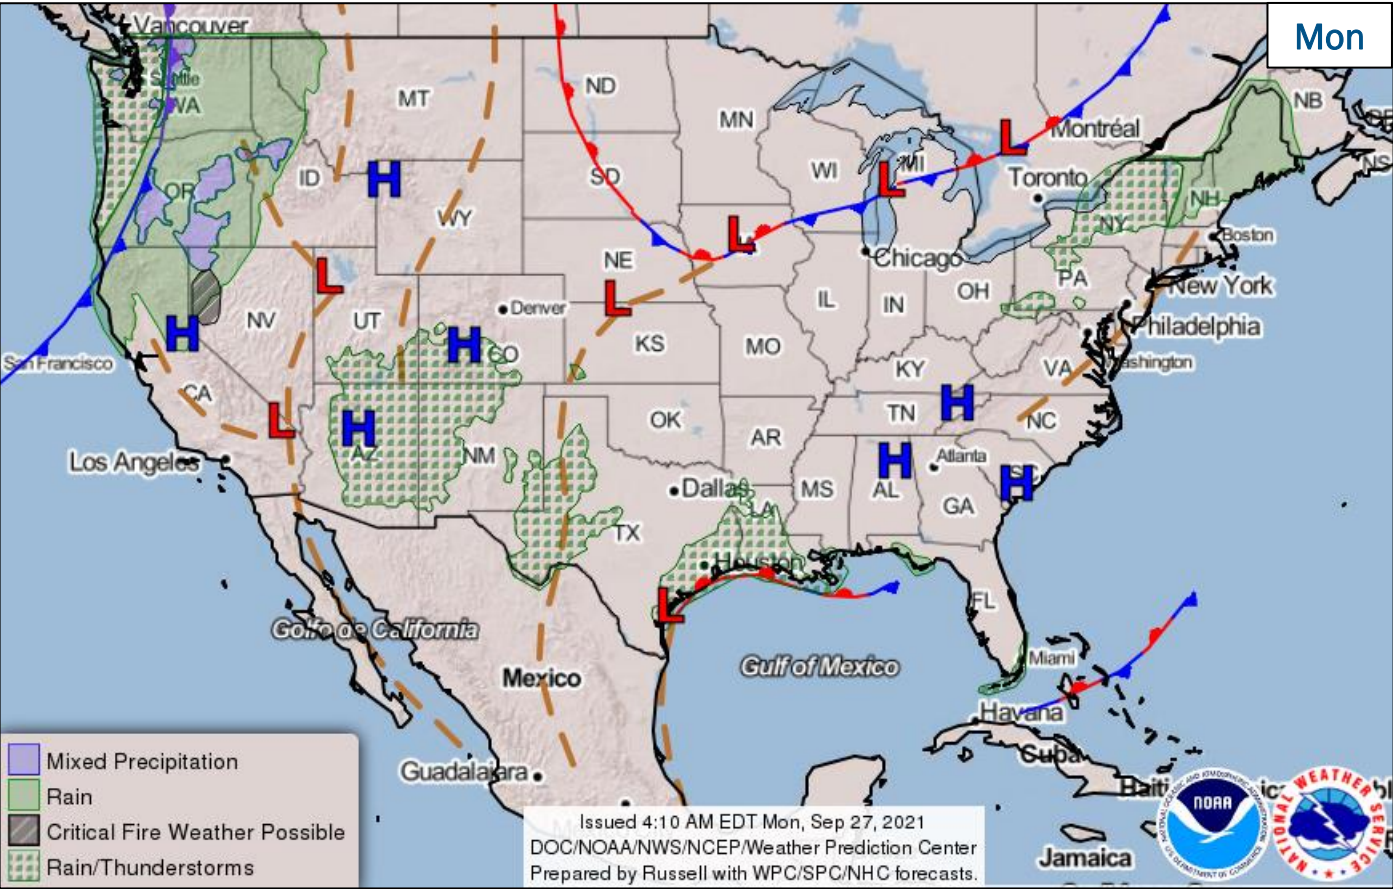 Mon
Vancouver
Seattle
WA
MT
ND
MN
Montréal
NB
NS
OR
ID
H
SD
WI
MI
L
L
Toronto
NH
WY
L
NY
Boston
NE
Chicago
L
NV
UT
Denver
L
IL
IN
OH
PA
New York
Philadelphia
San Francisco
H
H
CO
KS
MO
KY
VA
Washington
CA
L
H
AZ
NM
OK
AR
TN
H
NC
Los Angeles
Dallas
LA
MS
H
AL
Atlanta
GA
H
SC
TX
Houston
L
FL
Golfo de California
Mexico
Gulf of Mexico
Miami
Havana
Cuba
Haiti
Guadalajara
Jamaica
Mixed Precipitation
Rain
Critical Fire Weather Possible
Rain/Thunderstorms
Issued 4:10 AM EDT Mon, Sep 27, 2021
DOC/NOAA/NWS/NCEP/Weather Prediction Center
Prepared by Russell with WPC/SPC/NHC forecasts.
NOAA
NATIONAL WEATHER SERVICE